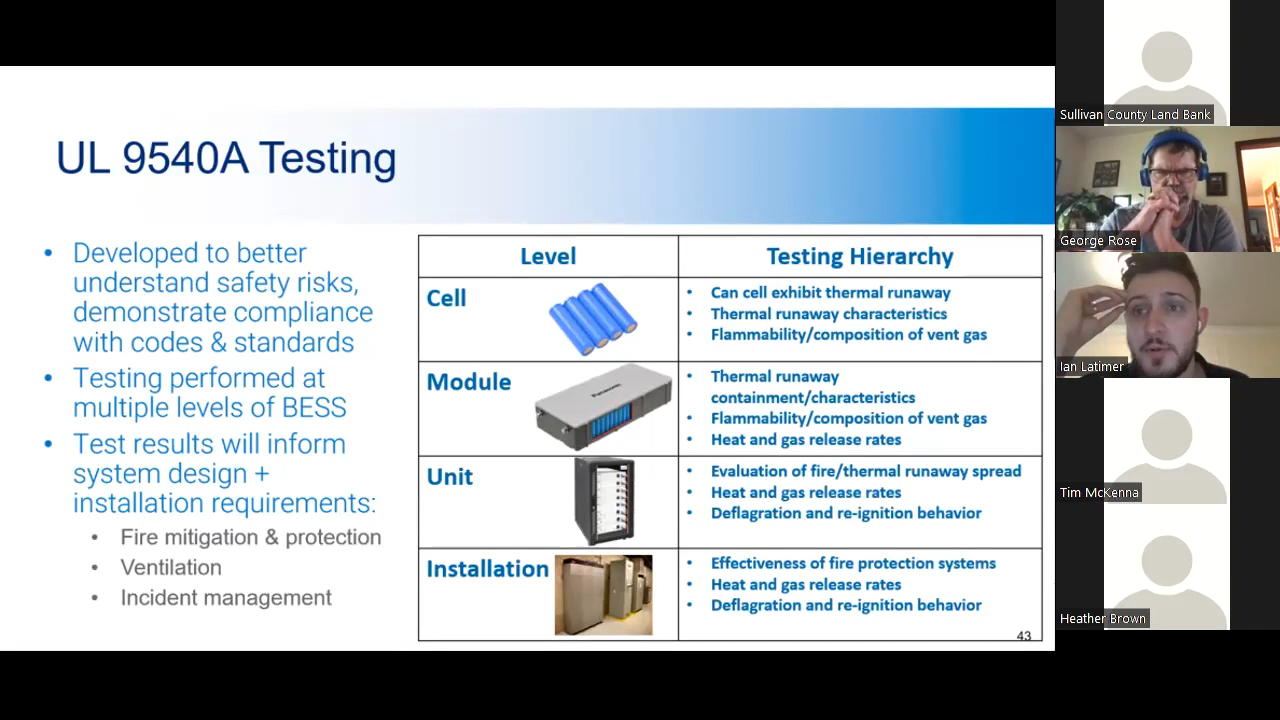 UL 9540A Testing
• Developed to better
understand safety risks,
demonstrate compliance
with codes & standards
• Testing performed at
multiple levels of BESS
• Test results will inform
system design +
installation requirements:
• Fire mitigation & protection
• Ventilation
• Incident management
Level
Testing Hierarchy
Cell
• Can cell exhibit thermal runaway
• Thermal runaway characteristics
• Flammability/composition of vent gas
Module
Panasonic
• Thermal runaway
containment/characteristics
• Flammability/composition of vent gas
• Heat and gas release rates
Unit
• Evaluation of fire/thermal runaway spread
• Heat and gas release rates
• Deflagration and re-ignition behavior
Installation
• Effectiveness of fire protection systems
• Heat and gas release rates
• Deflagration and re-ignition behavior
43
Sullivan County Land Bank
George Rose
Ian Latimer
Tim McKenna
Heather Brown